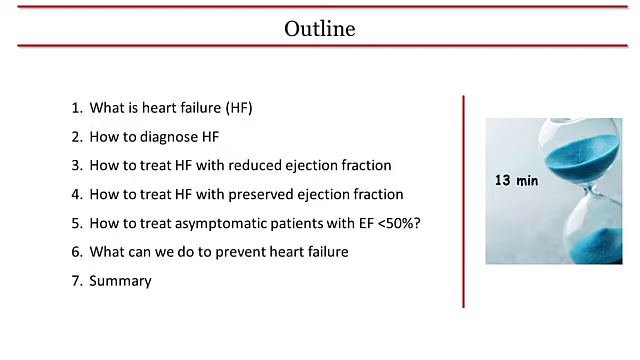 Outline
1. What is heart failure (HF)
2. How to diagnose HF
3. How to treat HF with reduced ejection fraction
4. How to treat HF with preserved ejection fraction
5. How to treat asymptomatic patients with EF <50%?
6. What can we do to prevent heart failure
7. Summary
13 min